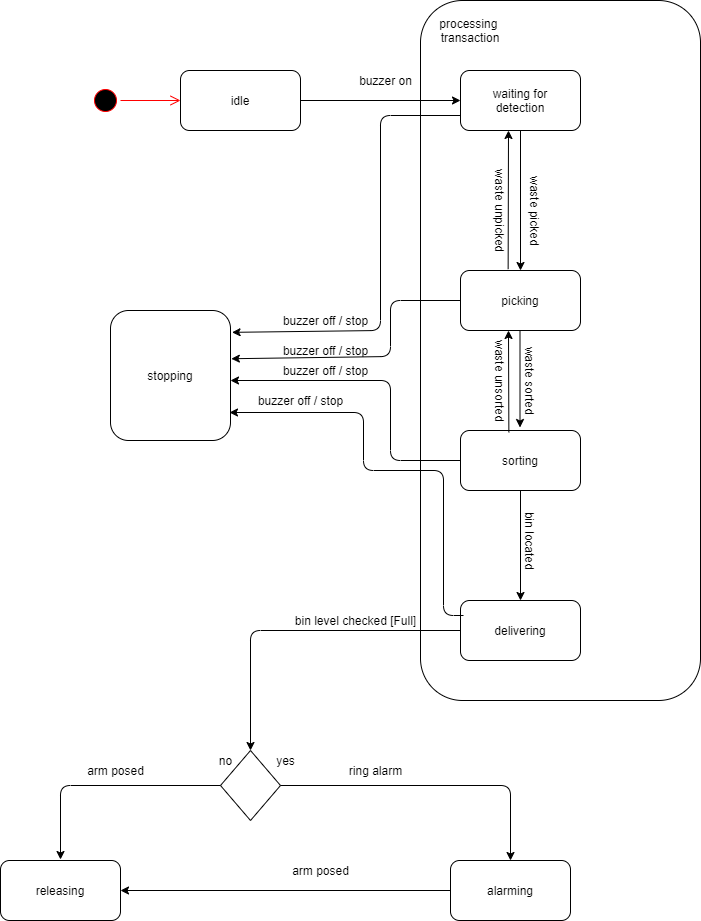 processing
transaction
buzzer on
idle
waiting for
detection
waste unpicked
waste picked
picking
buzzer off / stop
buzzer off / stop
buzzer off / stop
buzzer off / stop
stopping
waste unsorted
waste sorted
sorting
bin located
bin level checked [Full]
delivering
no
yes
arm posed
ring alarm
arm posed
releasing
alarming